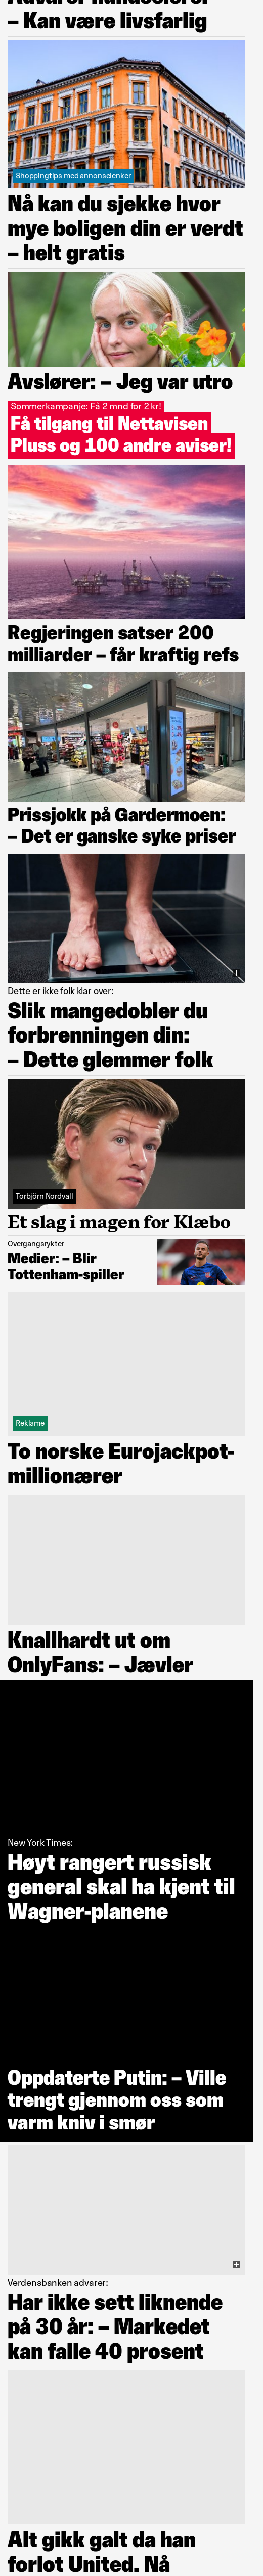 – Kan være livsfarlig
Shoppingtips med annonselenker
Nå kan du sjekke hvor
mye boligen din er verdt
– helt gratis
Avslører: – Jeg var utro
Sommerkampanje: Få 2 mnd for 2 kr!
Få tilgang til Nettavisen
Pluss og 100 andre aviser!
Regjeringen satser 200
milliarder – får kraftig refs
Prissjokk på Gardermoen:
– Det er ganske syke priser
Dette er ikke folk klar over:
Slik mangedobler du
forbrenningen din:
– Dette glemmer folk
Torbjörn Nordvall
Et slag i magen for Klæbo
Overgangsrykter
Medier: – Blir
Tottenham-spiller
Reklame
To norske Eurojackpot-
millionærer
Knallhardt ut om
OnlyFans: – Jævler
New York Times:
Høyt rangert russisk
general skal ha kjent til
Wagner-planene
Oppdaterte Putin: – Ville
trengt gjennom oss som
varm kniv i smør
Verdensbanken advarer:
Har ikke sett liknende
på 30 år: – Markedet
kan falle 40 prosent
Alt gikk galt da han
forlot United. Nå